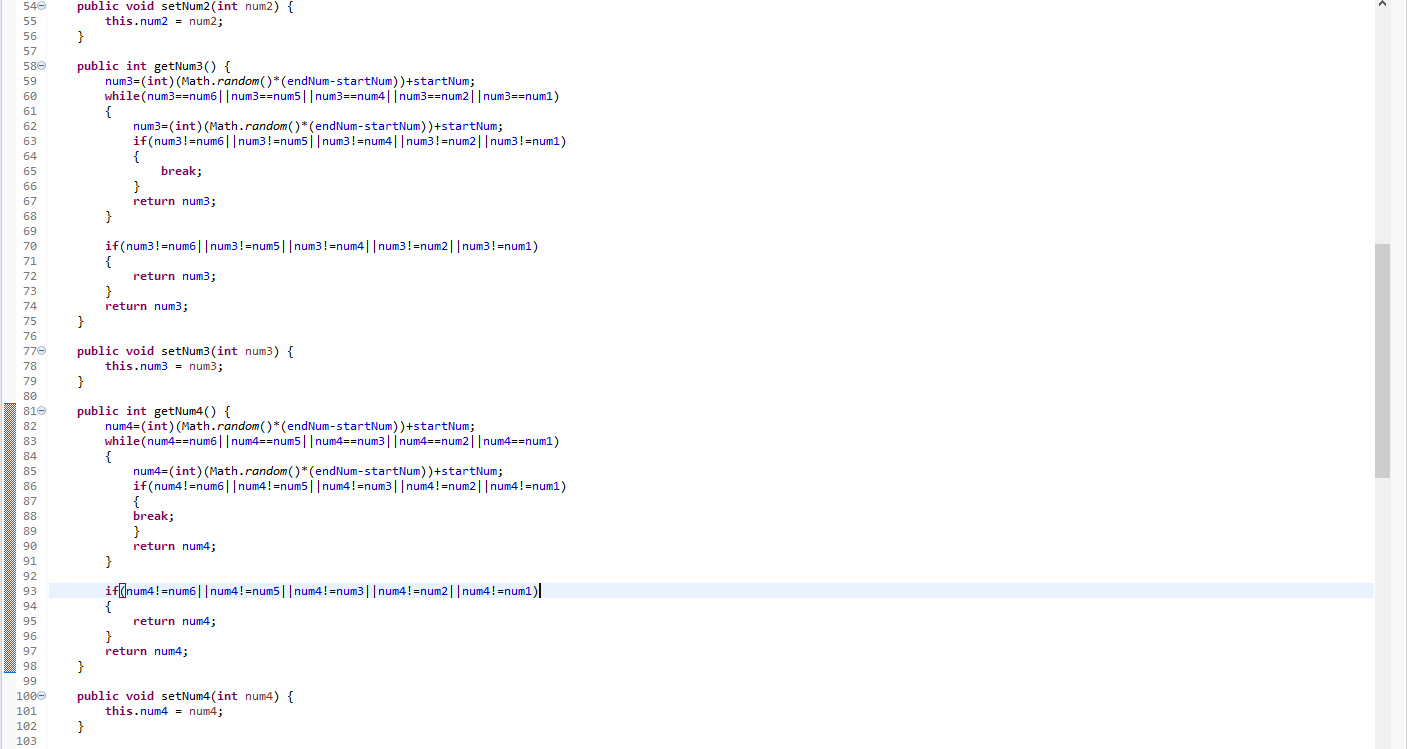 54 public void setNum2(int num2) {
55 this.num2 = num2;
56 }
57
58 public int getNum3() {
59 num3=(int)(Math.random()*(endNum-startNum))+startNum;
60 while(num3==num6||num3==num5||num3==num4||num3==num2||num3==num1)
61 {
62 num3=(int)(Math.random()*(endNum-startNum))+startNum;
63 if(num3!=num6||num3!=num5||num3!=num4||num3!=num2||num3!=num1)
64 {
65 break;
66 }
67 return num3;
68 }
69
70 if(num3!=num6||num3!=num5||num3!=num4||num3!=num2||num3!=num1)
71 {
72 return num3;
73 }
74 return num3;
75 }
76
77 public void setNum3(int num3) {
78 this.num3 = num3;
79 }
80
81 public int getNum4() {
82 num4=(int)(Math.random()*(endNum-startNum))+startNum;
83 while(num4==num6||num4==num5||num4==num3||num4==num2||num4==num1)
84 {
85 num4=(int)(Math.random()*(endNum-startNum))+startNum;
86 if(num4!=num6||num4!=num5||num4!=num3||num4!=num2||num4!=num1)
87 {
88 break;
89 }
90 return num4;
91 }
92
93 if(num4!=num6||num4!=num5||num4!=num3||num4!=num2||num4!=num1)
94 {
95 return num4;
96 }
97 return num4;
98 }
99
100 public void setNum4(int num4) {
101 this.num4 = num4;
102 }
103